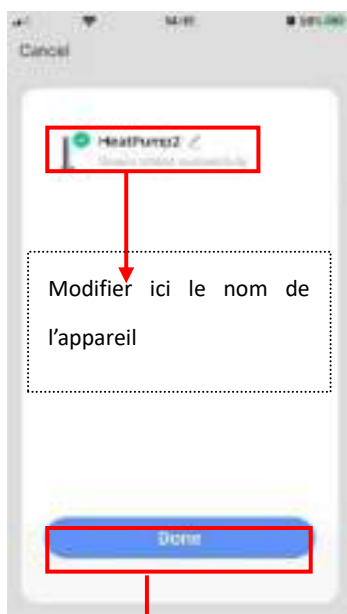 Cancel
HeatPump2
Modifier ici le nom de
l'appareil
Done